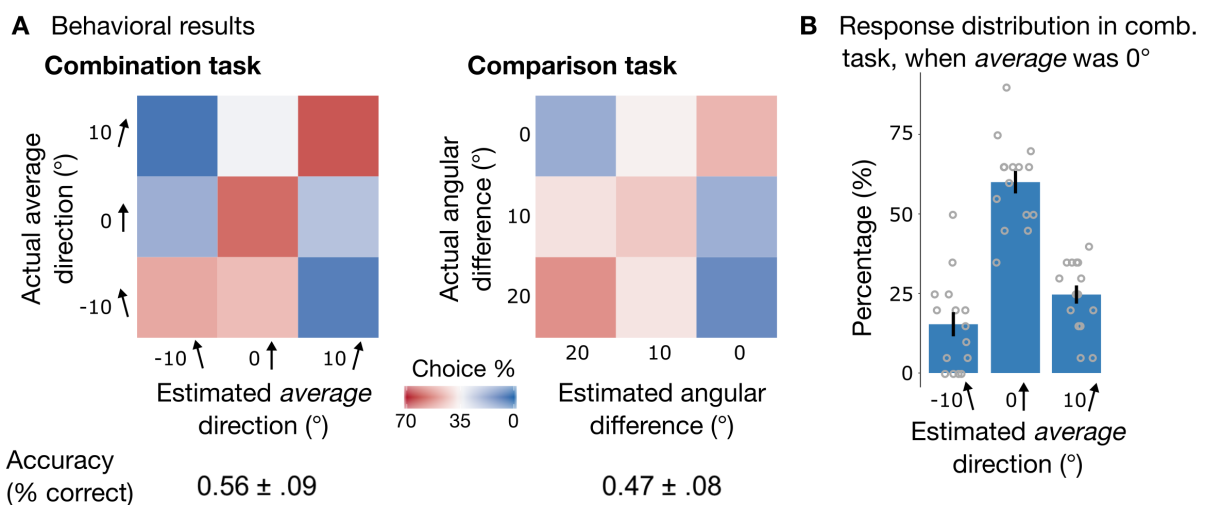 A Behavioral results
Combination task
Actual average
direction (°)
10
0
-10
-10 0 10
Estimated average
direction (°)
Comparison task
Actual angular
difference (°)
0
10
20
20 10 0
Estimated angular
difference (°)
Choice %
70 35 0
Accuracy
(% correct)
0.56 ± .09
0.47 ± .08
B Response distribution in comb.
task, when average was 0°
Percentage (%)
75
50
25
0
-10 0 10
Estimated average
direction (°)